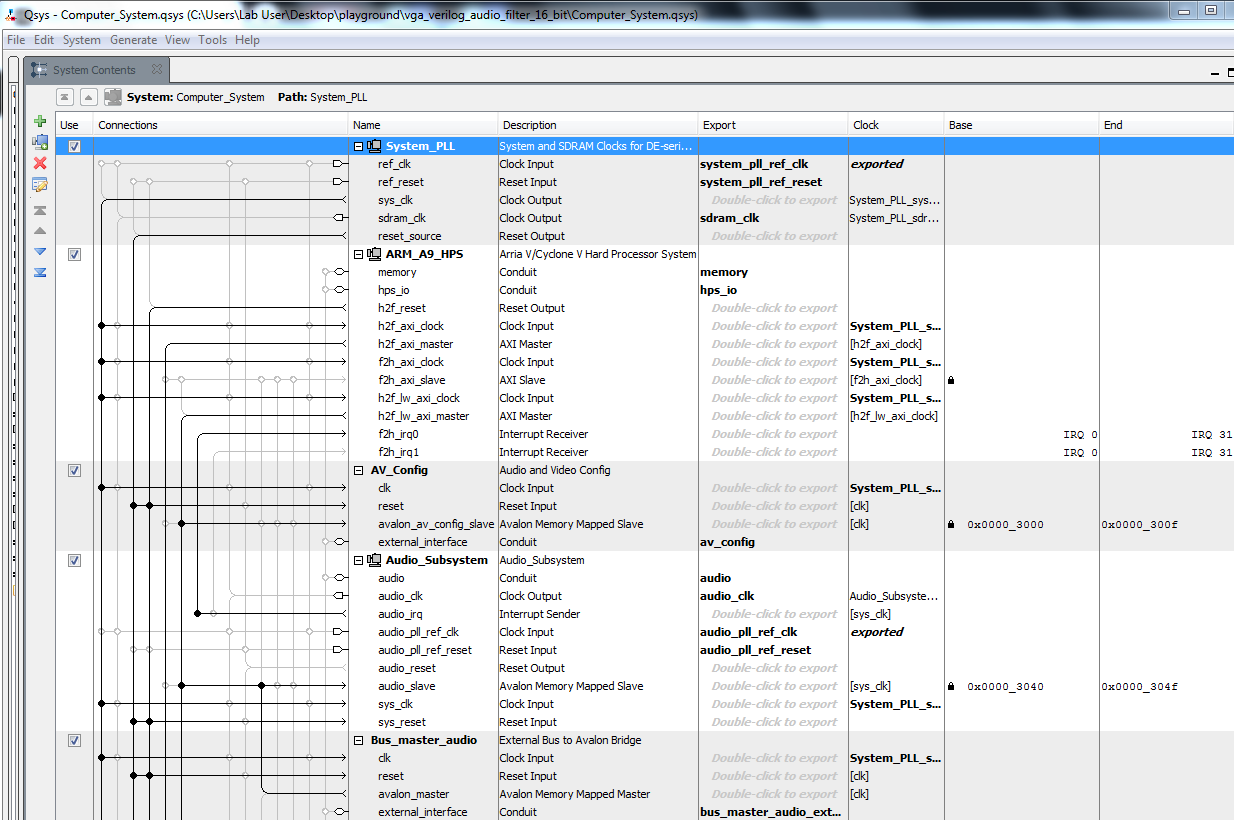 Qsys - Computer_System.qsys (C:\Users\Lab User\Desktop\playground\vga_verilog_audio_filter_16_bit\Computer_System.qsys)
File Edit System Generate View Tools Help
System Contents
System: Computer_System Path: System_PLL
Use Connections Name Description Export Clock Base End
System_PLL System and SDRAM Clocks for DE-seri...
ref_clk Clock Input system_pll_ref_clk exported
ref_reset Reset Input system_pll_ref_reset
sys_clk Clock Output Double-click to export System_PLL_sys...
sdram_clk Clock Output sdram_clk System_PLL_sdr...
reset_source Reset Output Double-click to export
ARM_A9_HPS Arria V/Cyclone V Hard Processor System
memory Conduit memory
hps_io Conduit hps_io
h2f_reset Reset Output Double-click to export
h2f_axi_clock Clock Input Double-click to export System_PLL_s...
h2f_axi_master AXI Master Double-click to export [h2f_axi_clock]
f2h_axi_clock Clock Input Double-click to export System_PLL_s...
f2h_axi_slave AXI Slave Double-click to export [f2h_axi_clock]
h2f_lw_axi_clock Clock Input Double-click to export System_PLL_s...
h2f_lw_axi_master AXI Master Double-click to export [h2f_lw_axi_clock]
f2h_irq0 Interrupt Receiver Double-click to export IRQ 0 IRQ 31
f2h_irq1 Interrupt Receiver Double-click to export IRQ 0 IRQ 31
AV_Config Audio and Video Config
clk Clock Input Double-click to export System_PLL_s...
reset Reset Input Double-click to export [clk]
avalon_av_config_slave Avalon Memory Mapped Slave Double-click to export [clk] 0x0000_3000 0x0000_300f
external_interface Conduit av_config
Audio_Subsystem Audio_Subsystem
audio Conduit audio
audio_clk Clock Output audio_clk Audio_Subsyste...
audio_irq Interrupt Sender Double-click to export [sys_clk]
audio_pll_ref_clk Clock Input audio_pll_ref_clk exported
audio_pll_ref_reset Reset Input audio_pll_ref_reset
audio_reset Reset Output Double-click to export
audio_slave Avalon Memory Mapped Slave Double-click to export [sys_clk] 0x0000_3040 0x0000_304f
sys_clk Clock Input Double-click to export System_PLL_s...
sys_reset Reset Input Double-click to export
Bus_master_audio External Bus to Avalon Bridge
clk Clock Input Double-click to export System_PLL_s...
reset Reset Input Double-click to export [clk]
avalon_master Avalon Memory Mapped Master Double-click to export [clk]
external_interface Conduit bus_master_audio_ext...